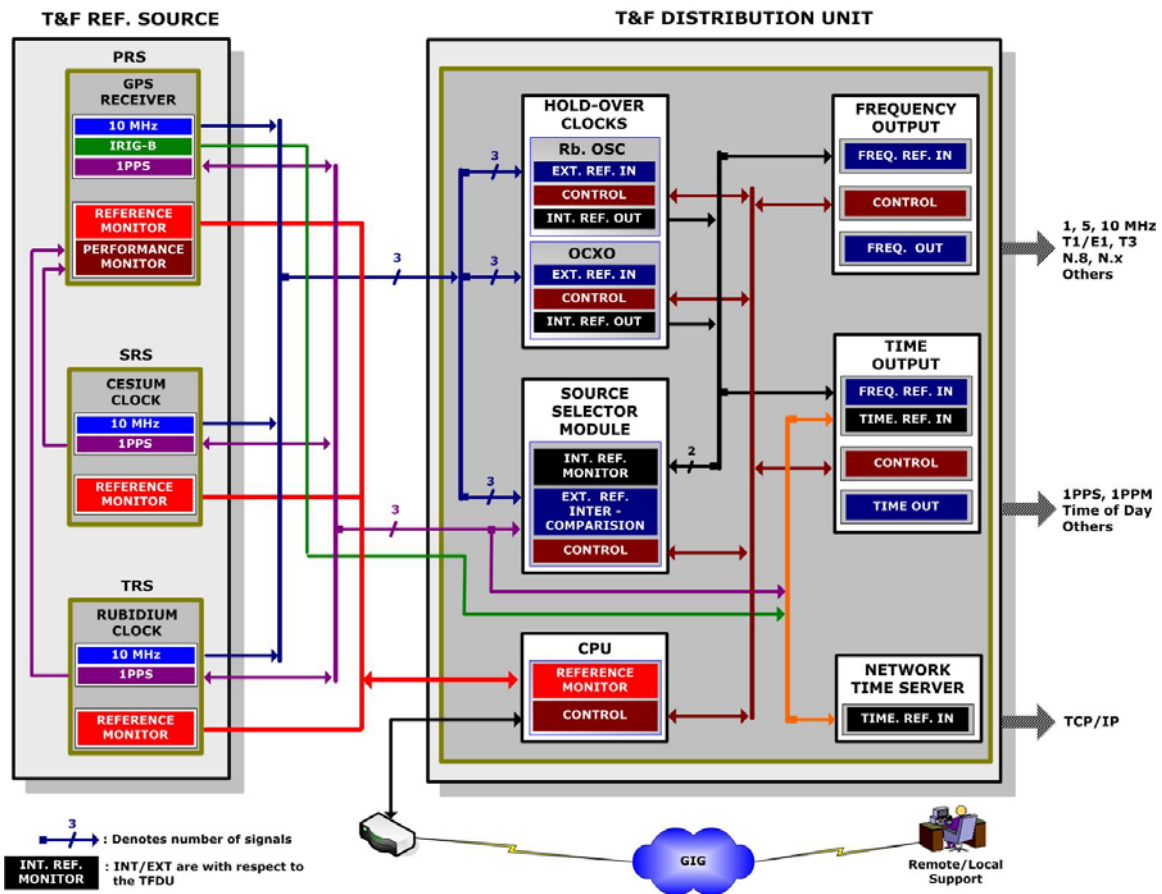 T&F REF. SOURCE
PRS
GPS
RECEIVER
10 MHz
IRIG-B
1PPS
REFERENCE
MONITOR
PERFORMANCE
MONITOR
SRS
CESIUM
CLOCK
10 MHz
1PPS
REFERENCE
MONITOR
TRS
RUBIDIUM
CLOCK
10 MHz
1PPS
REFERENCE
MONITOR
3
3
T&F DISTRIBUTION UNIT
HOLD-OVER
CLOCKS
Rb. OSC
3
EXT. REF. IN
CONTROL
INT. REF. OUT
OCXO
3
EXT. REF. IN
CONTROL
INT. REF. OUT
SOURCE
SELECTOR
MODULE
INT. REF.
MONITOR
2
3
EXT. REF.
INTER -
COMPARISION
CONTROL
CPU
REFERENCE
MONITOR
CONTROL
FREQUENCY
OUTPUT
FREQ. REF. IN
CONTROL
FREQ. OUT
TIME
OUTPUT
FREQ. REF. IN
TIME. REF. IN
CONTROL
TIME OUT
NETWORK
TIME SERVER
TIME. REF. IN
1, 5, 10 MHz
T1/E1, T3
N.8, N.x
Others
1PPS, 1PPM
Time of Day
Others
TCP/IP
3
: Denotes number of signals
INT. REF.
MONITOR
: INT/EXT are with respect to
the TFDU
GIG
Remote/Local
Support